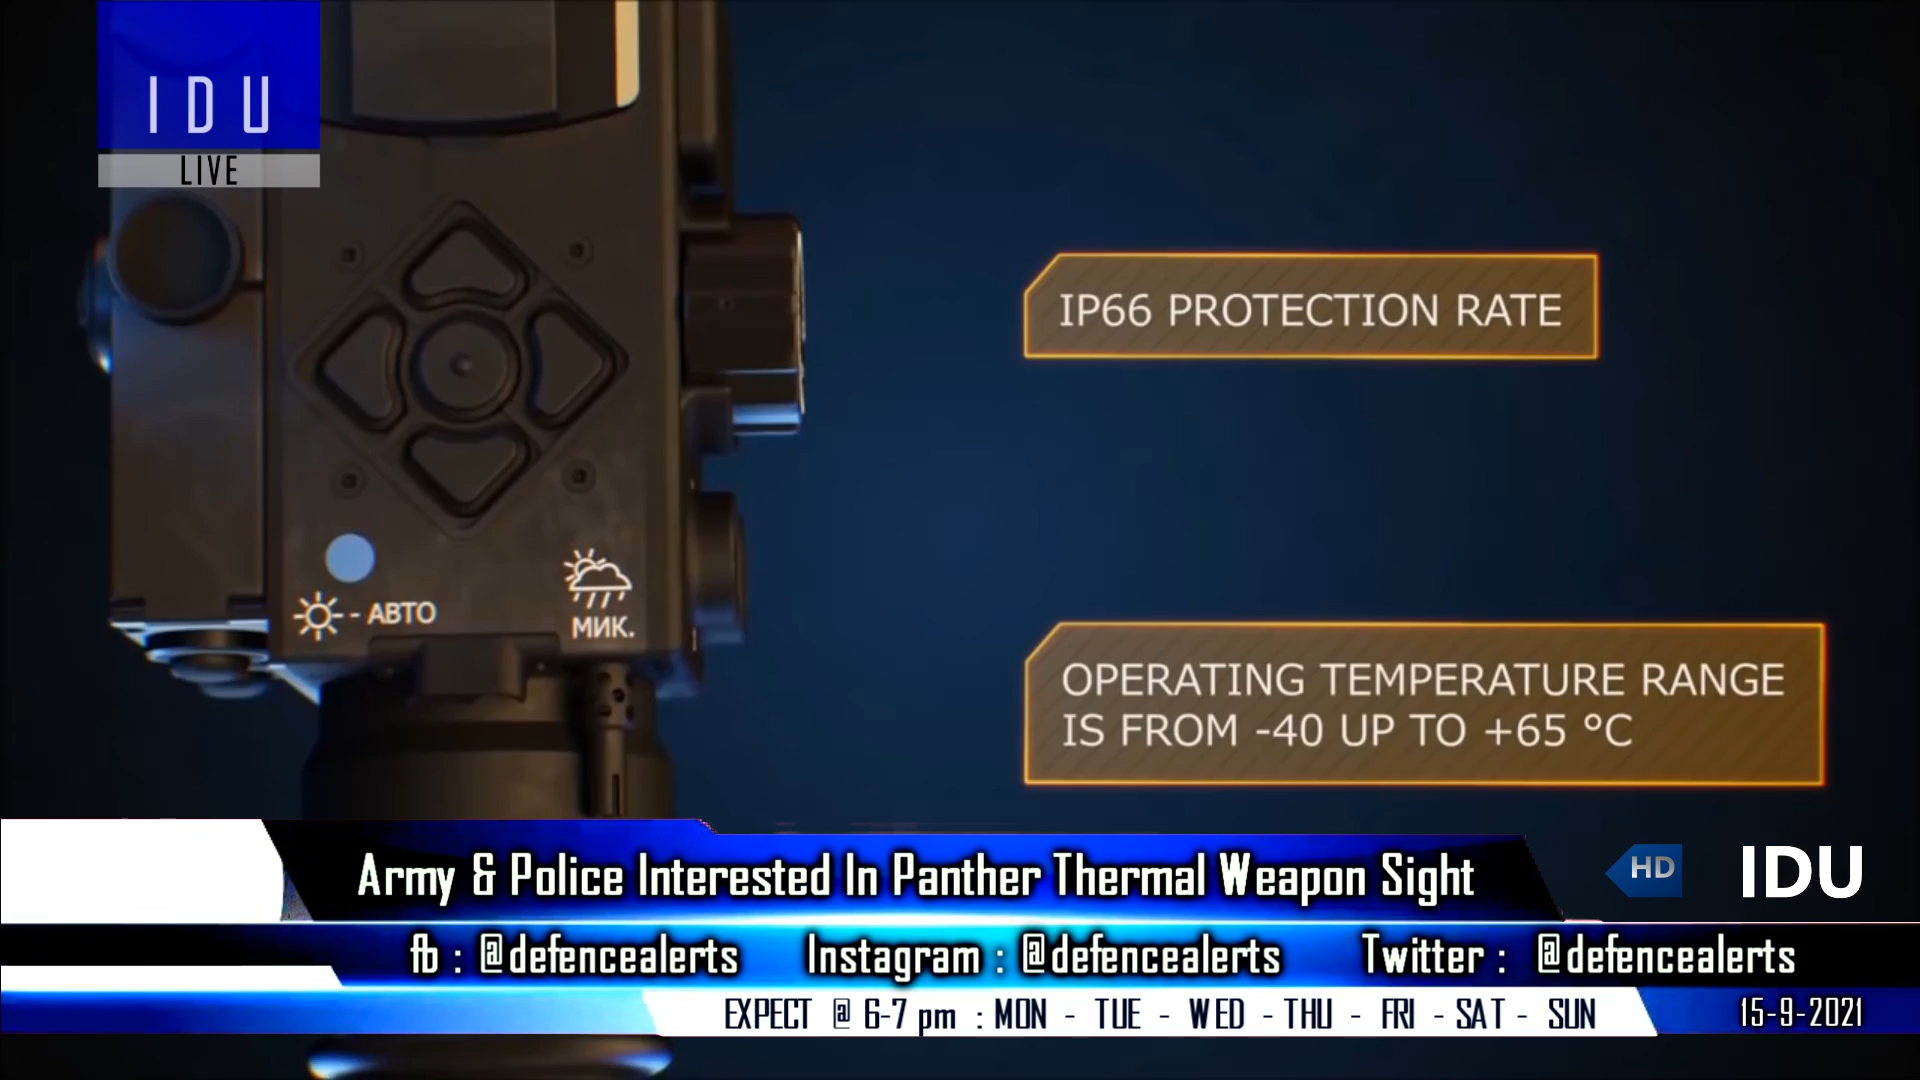 IDU
LIVE
IP66 PROTECTION RATE
- АВТО
МИК.
OPERATING TEMPERATURE RANGE
IS FROM -40 UP TO +65 °C
Army & Police Interested In Panther Thermal Weapon Sight
HD
IDU
fb : @defencealerts Instagram : @defencealerts Twitter : @defencealerts
EXPECT @ 6-7 pm : MON - TUE - WED - THU - FRI - SAT - SUN
15-9-2021